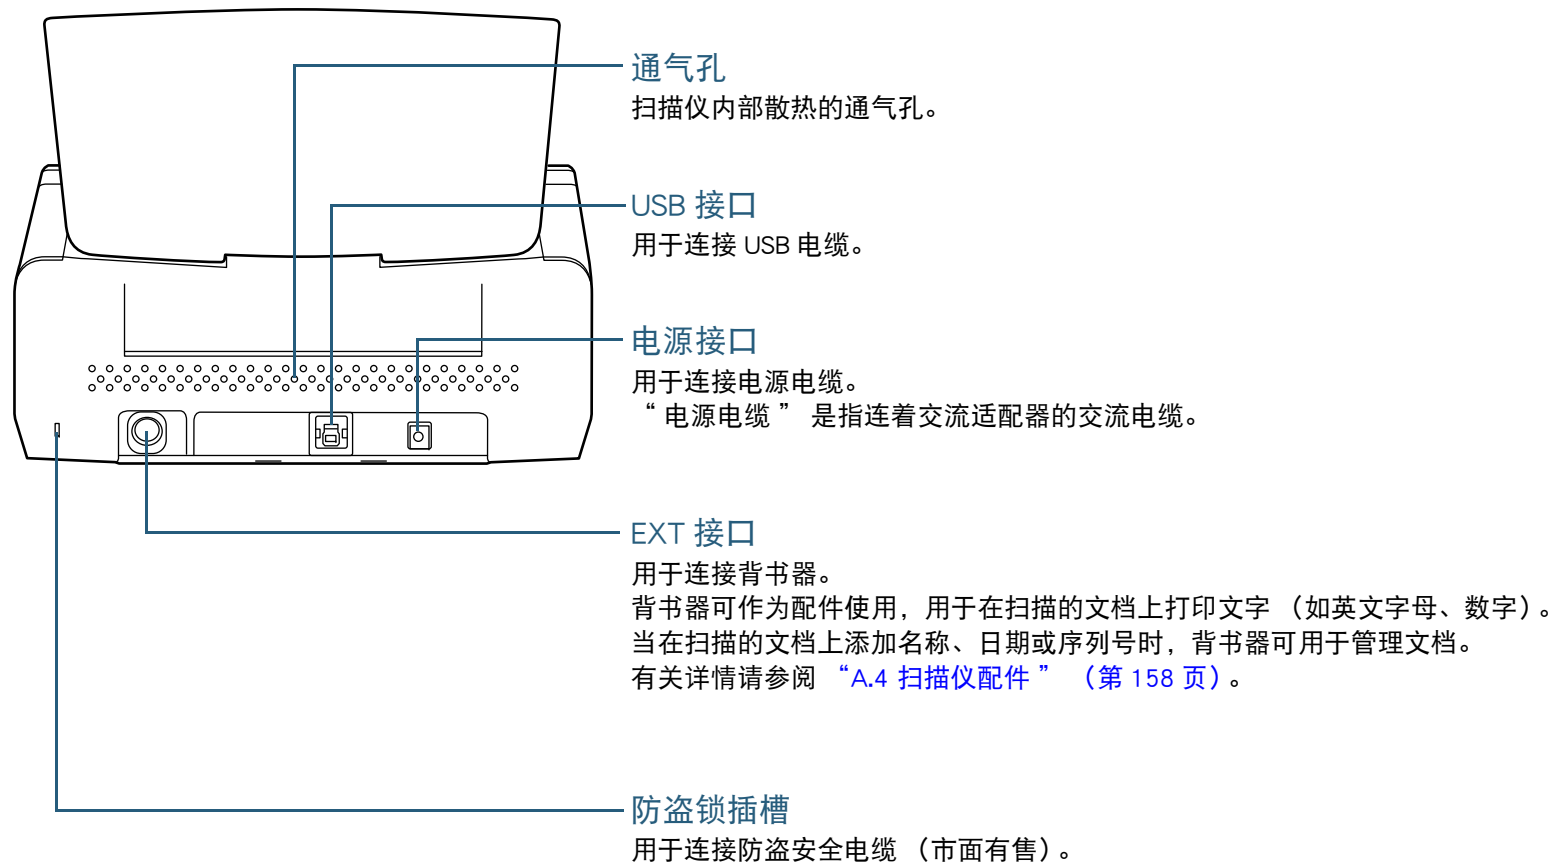 通气孔
扫描仪内部散热的通气孔。
USB 接口
用于连接 USB 电缆。
电源接口
用于连接电源电缆。
“ 电源电缆 ” 是指连着交流适配器的交流电缆。
EXT 接口
用于连接背书器。
背书器可作为配件使用，用于在扫描的文档上打印文字 （如英文字母、数字）。
当在扫描的文档上添加名称、日期或序列号时，背书器可用于管理文档。
有关详情请参阅 “A.4 扫描仪配件 ” （第 158 页）。
防盗锁插槽
用于连接防盗安全电缆 （市面有售）。